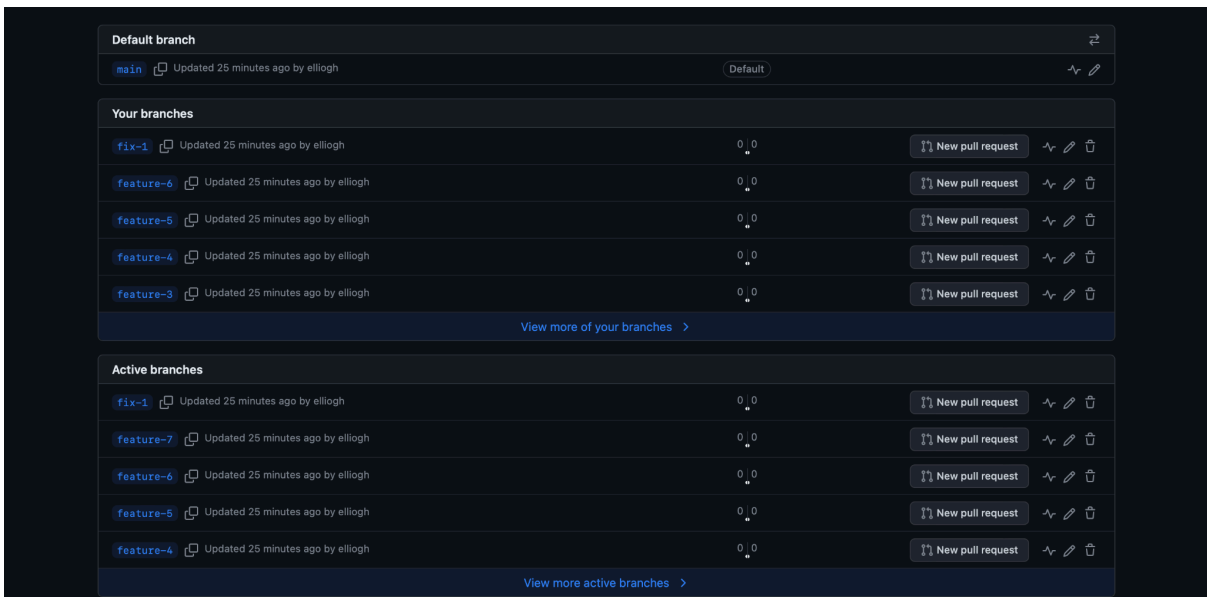 Default branch
main Updated 25 minutes ago by elliogh Default
Your branches
fix-1 Updated 25 minutes ago by elliogh 0 0 New pull request
feature-6 Updated 25 minutes ago by elliogh 0 0 New pull request
feature-5 Updated 25 minutes ago by elliogh 0 0 New pull request
feature-4 Updated 25 minutes ago by elliogh 0 0 New pull request
feature-3 Updated 25 minutes ago by elliogh 0 0 New pull request
View more of your branches
Active branches
fix-1 Updated 25 minutes ago by elliogh 0 0 New pull request
feature-7 Updated 25 minutes ago by elliogh 0 0 New pull request
feature-6 Updated 25 minutes ago by elliogh 0 0 New pull request
feature-5 Updated 25 minutes ago by elliogh 0 0 New pull request
feature-4 Updated 25 minutes ago by elliogh 0 0 New pull request
View more active branches